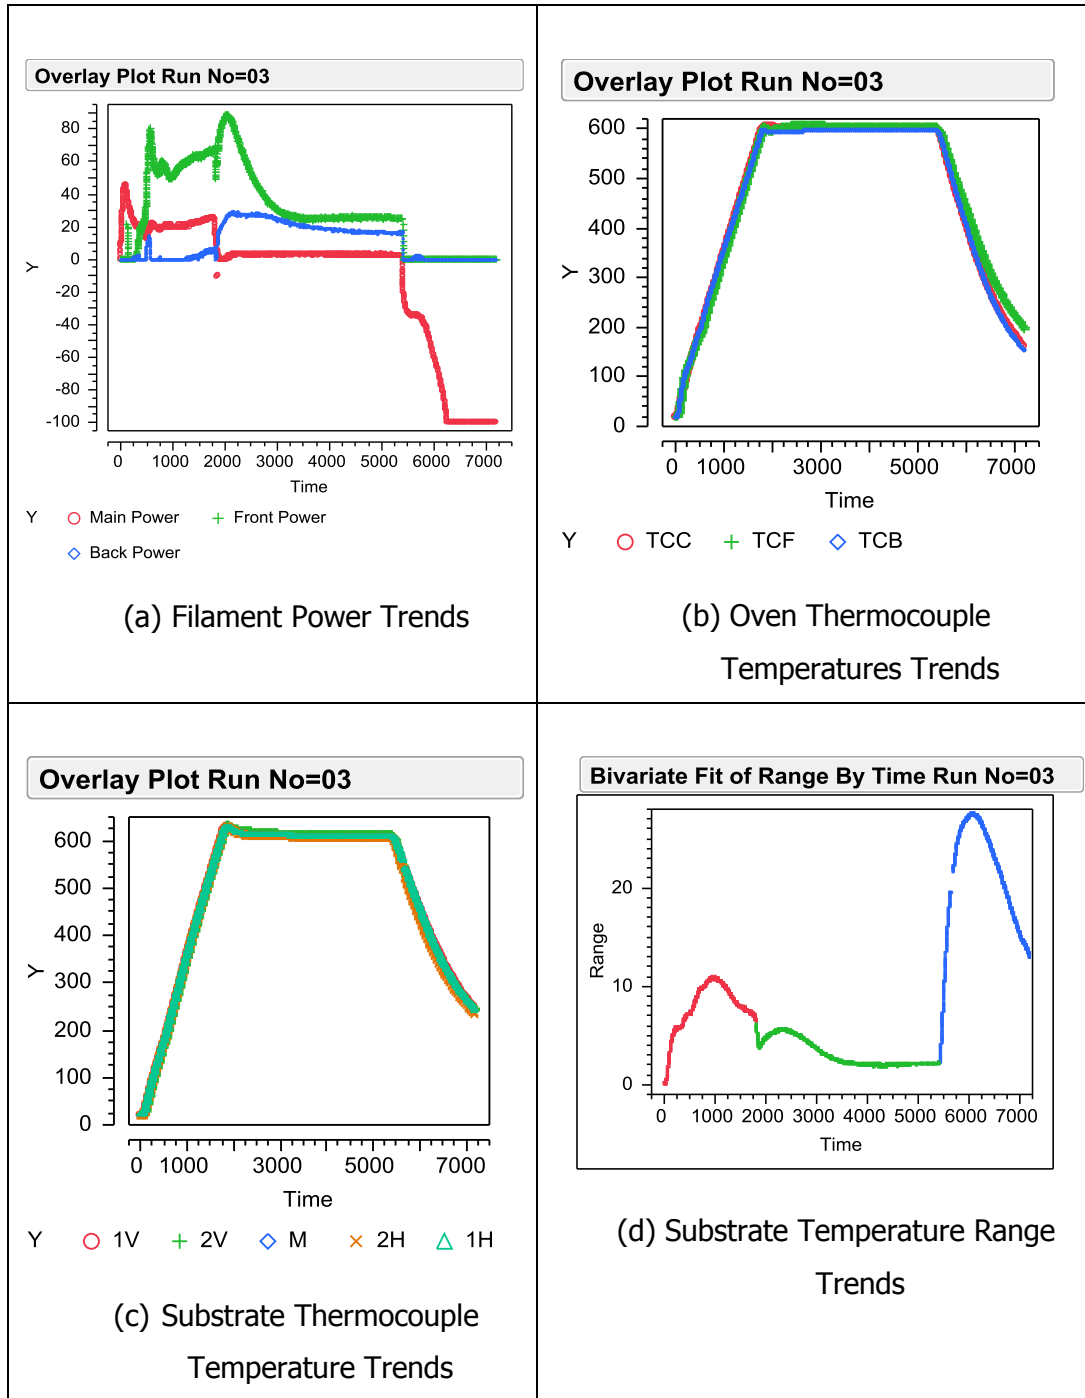 Overlay Plot Run No=03
80
60
40
20
0
-20
-40
-60
-80
-100
Y
0 1000 2000 3000 4000 5000 6000 7000
Time
Y Main Power Front Power
Back Power
(a) Filament Power Trends
Overlay Plot Run No=03
600
500
400
300
200
100
0
Y
0 1000 3000 5000 7000
Time
Y TCC TCF TCB
(b) Oven Thermocouple
Temperatures Trends
Overlay Plot Run No=03
600
500
400
300
200
100
0
Y
0 1000 3000 5000 7000
Time
Y 1V 2V M 2H 1H
(c) Substrate Thermocouple
Temperature Trends
Bivariate Fit of Range By Time Run No=03
20
10
0
Range
0 1000 2000 3000 4000 5000 6000 7000
Time
(d) Substrate Temperature Range
Trends